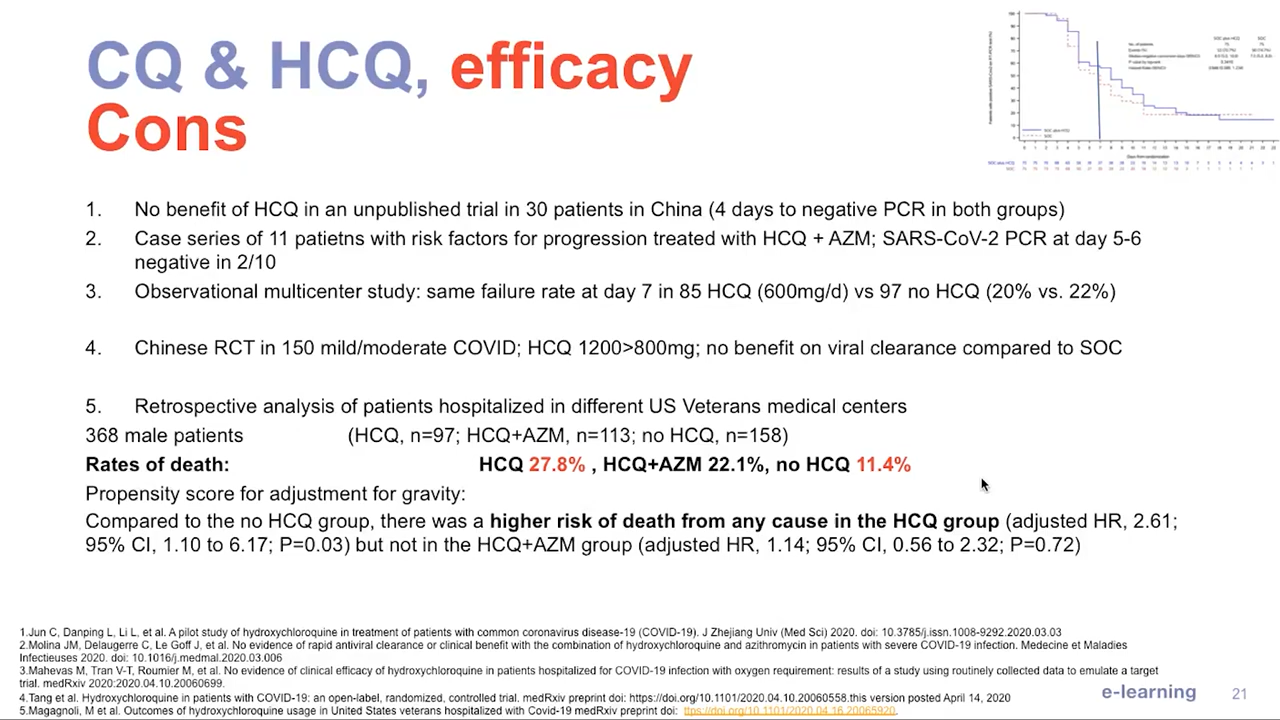 CQ & HCQ, efficacy
Cons
SOC plus HCQ
SOC
Days from randomization
1. No benefit of HCQ in an unpublished trial in 30 patients in China (4 days to negative PCR in both groups)
2. Case series of 11 patietns with risk factors for progression treated with HCQ + AZM; SARS-CoV-2 PCR at day 5-6
negative in 2/10
3. Observational multicenter study: same failure rate at day 7 in 85 HCQ (600mg/d) vs 97 no HCQ (20% vs. 22%)
4. Chinese RCT in 150 mild/moderate COVID; HCQ 1200>800mg; no benefit on viral clearance compared to SOC
5. Retrospective analysis of patients hospitalized in different US Veterans medical centers
368 male patients (HCQ, n=97; HCQ+AZM, n=113; no HCQ, n=158)
Rates of death: HCQ 27.8% , HCQ+AZM 22.1%, no HCQ 11.4%
Propensity score for adjustment for gravity:
Compared to the no HCQ group, there was a higher risk of death from any cause in the HCQ group (adjusted HR, 2.61;
95% CI, 1.10 to 6.17; P=0.03) but not in the HCQ+AZM group (adjusted HR, 1.14; 95% CI, 0.56 to 2.32; P=0.72)
1.Jun C, Danping L, Li L, et al. A pilot study of hydroxychloroquine in treatment of patients with common coronavirus disease-19 (COVID-19). J Zhejiang Univ (Med Sci) 2020. doi: 10.3785/j.issn.1008-9292.2020.03.03
2.Molina JM, Delaugerre C, Le Goff J, et al. No evidence of rapid antiviral clearance or clinical benefit with the combination of hydroxychloroquine and azithromycin in patients with severe COVID-19 infection. Medecine et Maladies
Infectieuses 2020. doi: 10.1016/j.medmal.2020.03.006
3.Mahevas M, Tran V-T, Roumier M, et al. No evidence of clinical efficacy of hydroxychloroquine in patients hospitalized for COVID-19 infection with oxygen requirement: results of a study using routinely collected data to emulate a target
trial. medRxiv 2020:2020.04.10.20060699.
4.Tang et al. Hydroxychloroquine in patients with COVID-19: an open-label, randomized, controlled trial. medRxiv preprint doi: https://doi.org/10.1101/2020.04.10.20060558.this version posted April 14, 2020
5.Magagnoli, M et al. Outcomes of hydroxychloroquine usage in United States veterans hospitalized with Covid-19 medRxiv preprint doi: ttps://doi.org/10.1101/2020.04.16.20065920.
e-learning 21